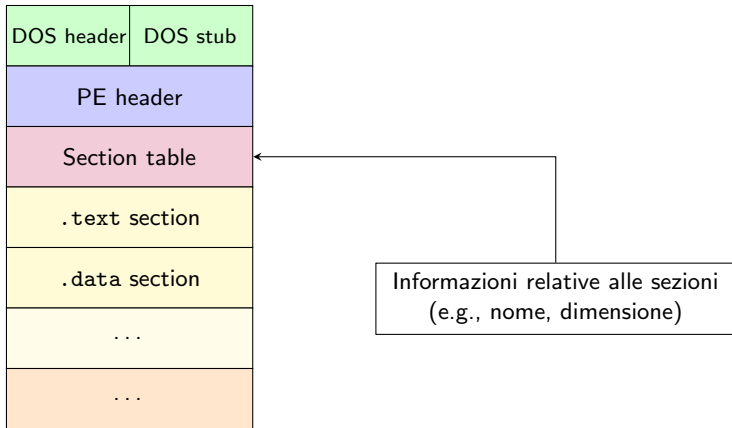 DOS header DOS stub
PE header
Section table
.text section
.data section
Informazioni relative alle sezioni
(e.g., nome, dimensione)
...
...